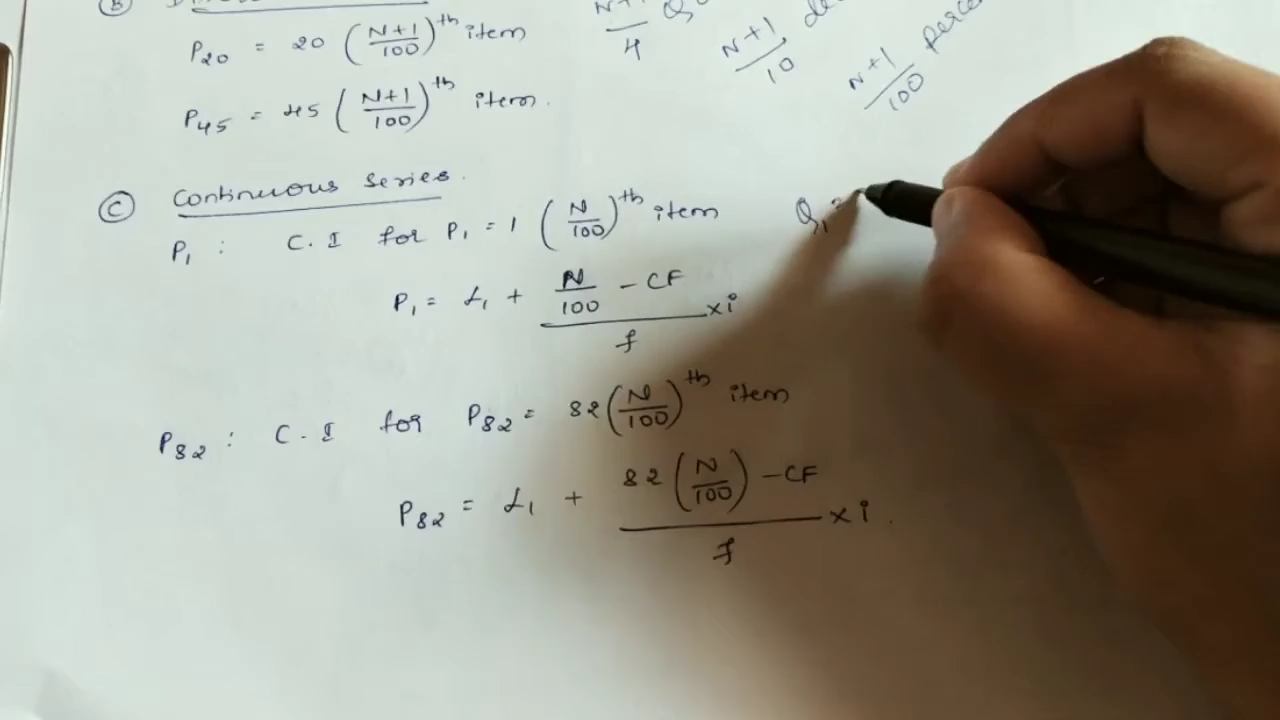 B
P20 = 20 (N+1/100)th item
P45 = 45 (N+1/100)th item.
N+1/4
N+1/10
N+1/100
C Continuous Series.
P1 : C.I for P1 = 1 (N/100)th item
Q1 =
P1 = L1 + N/100 - CF / f x i
P82 : C.I for P82 = 82 (N/100)th item
P82 = L1 + 82 (N/100) - CF / f x i.